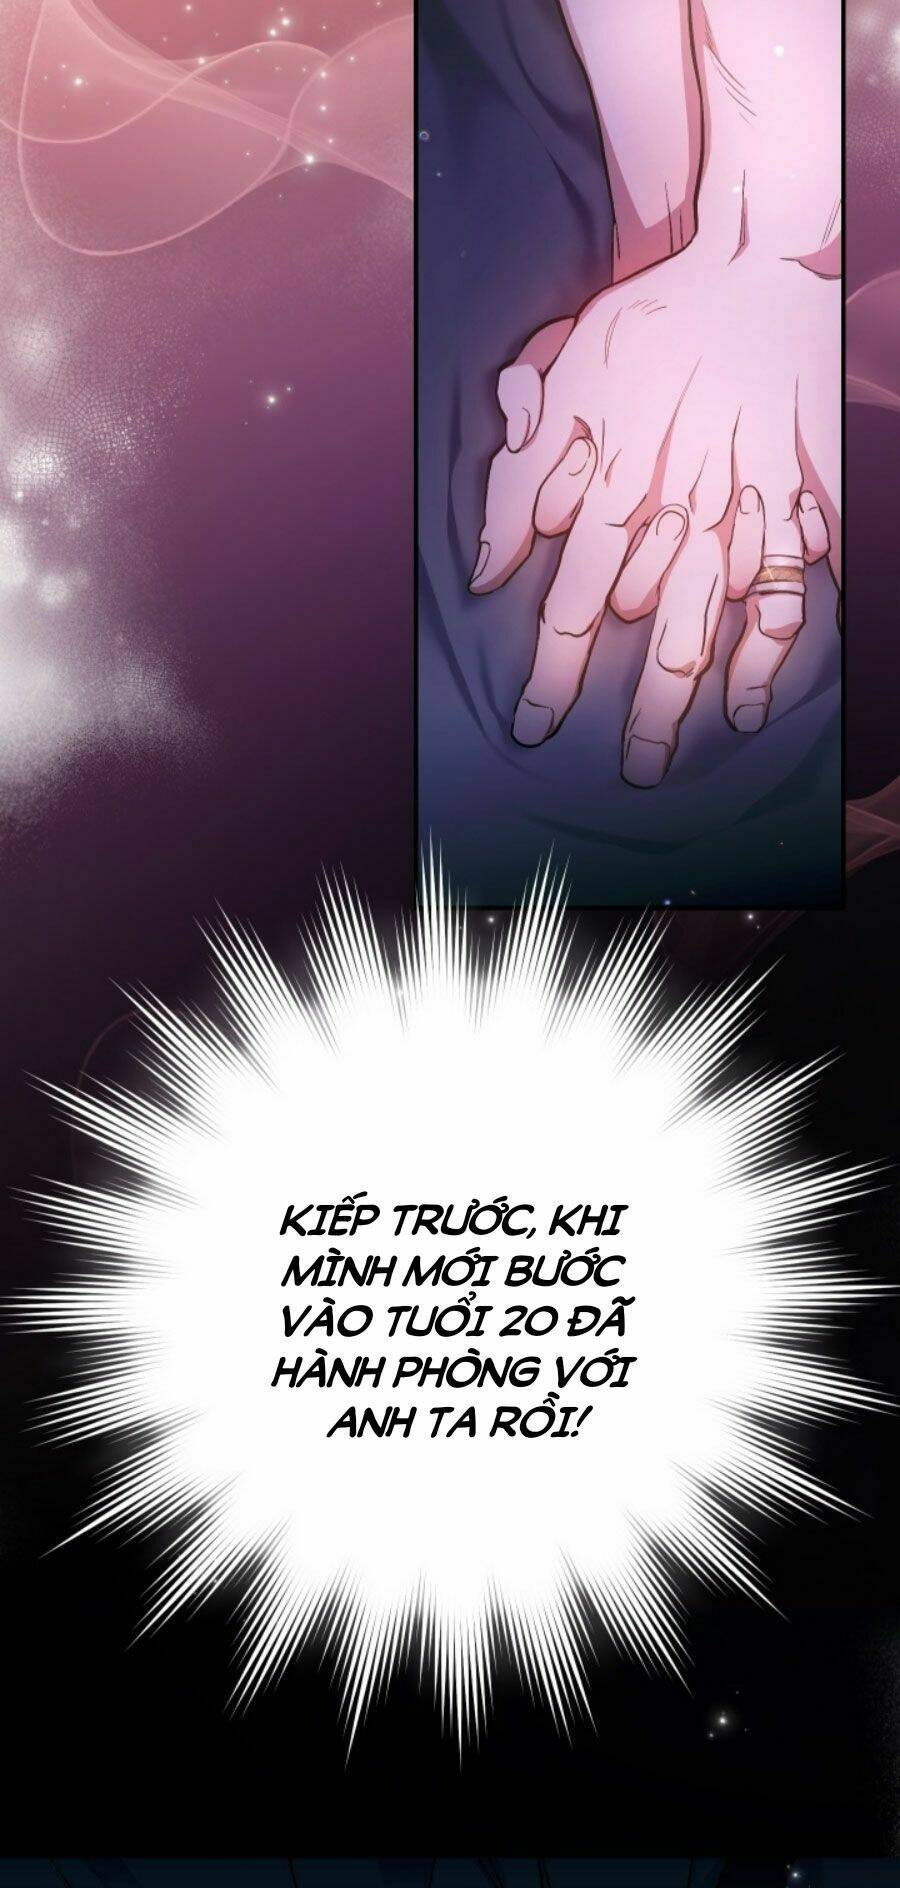 KIẾP TRƯỚC, KHI
MÌNH MỚI BƯỚC
VÀO TUỔI 20 ĐÃ
HÀNH PHÒNG VỚI
ANH TA RỒI!